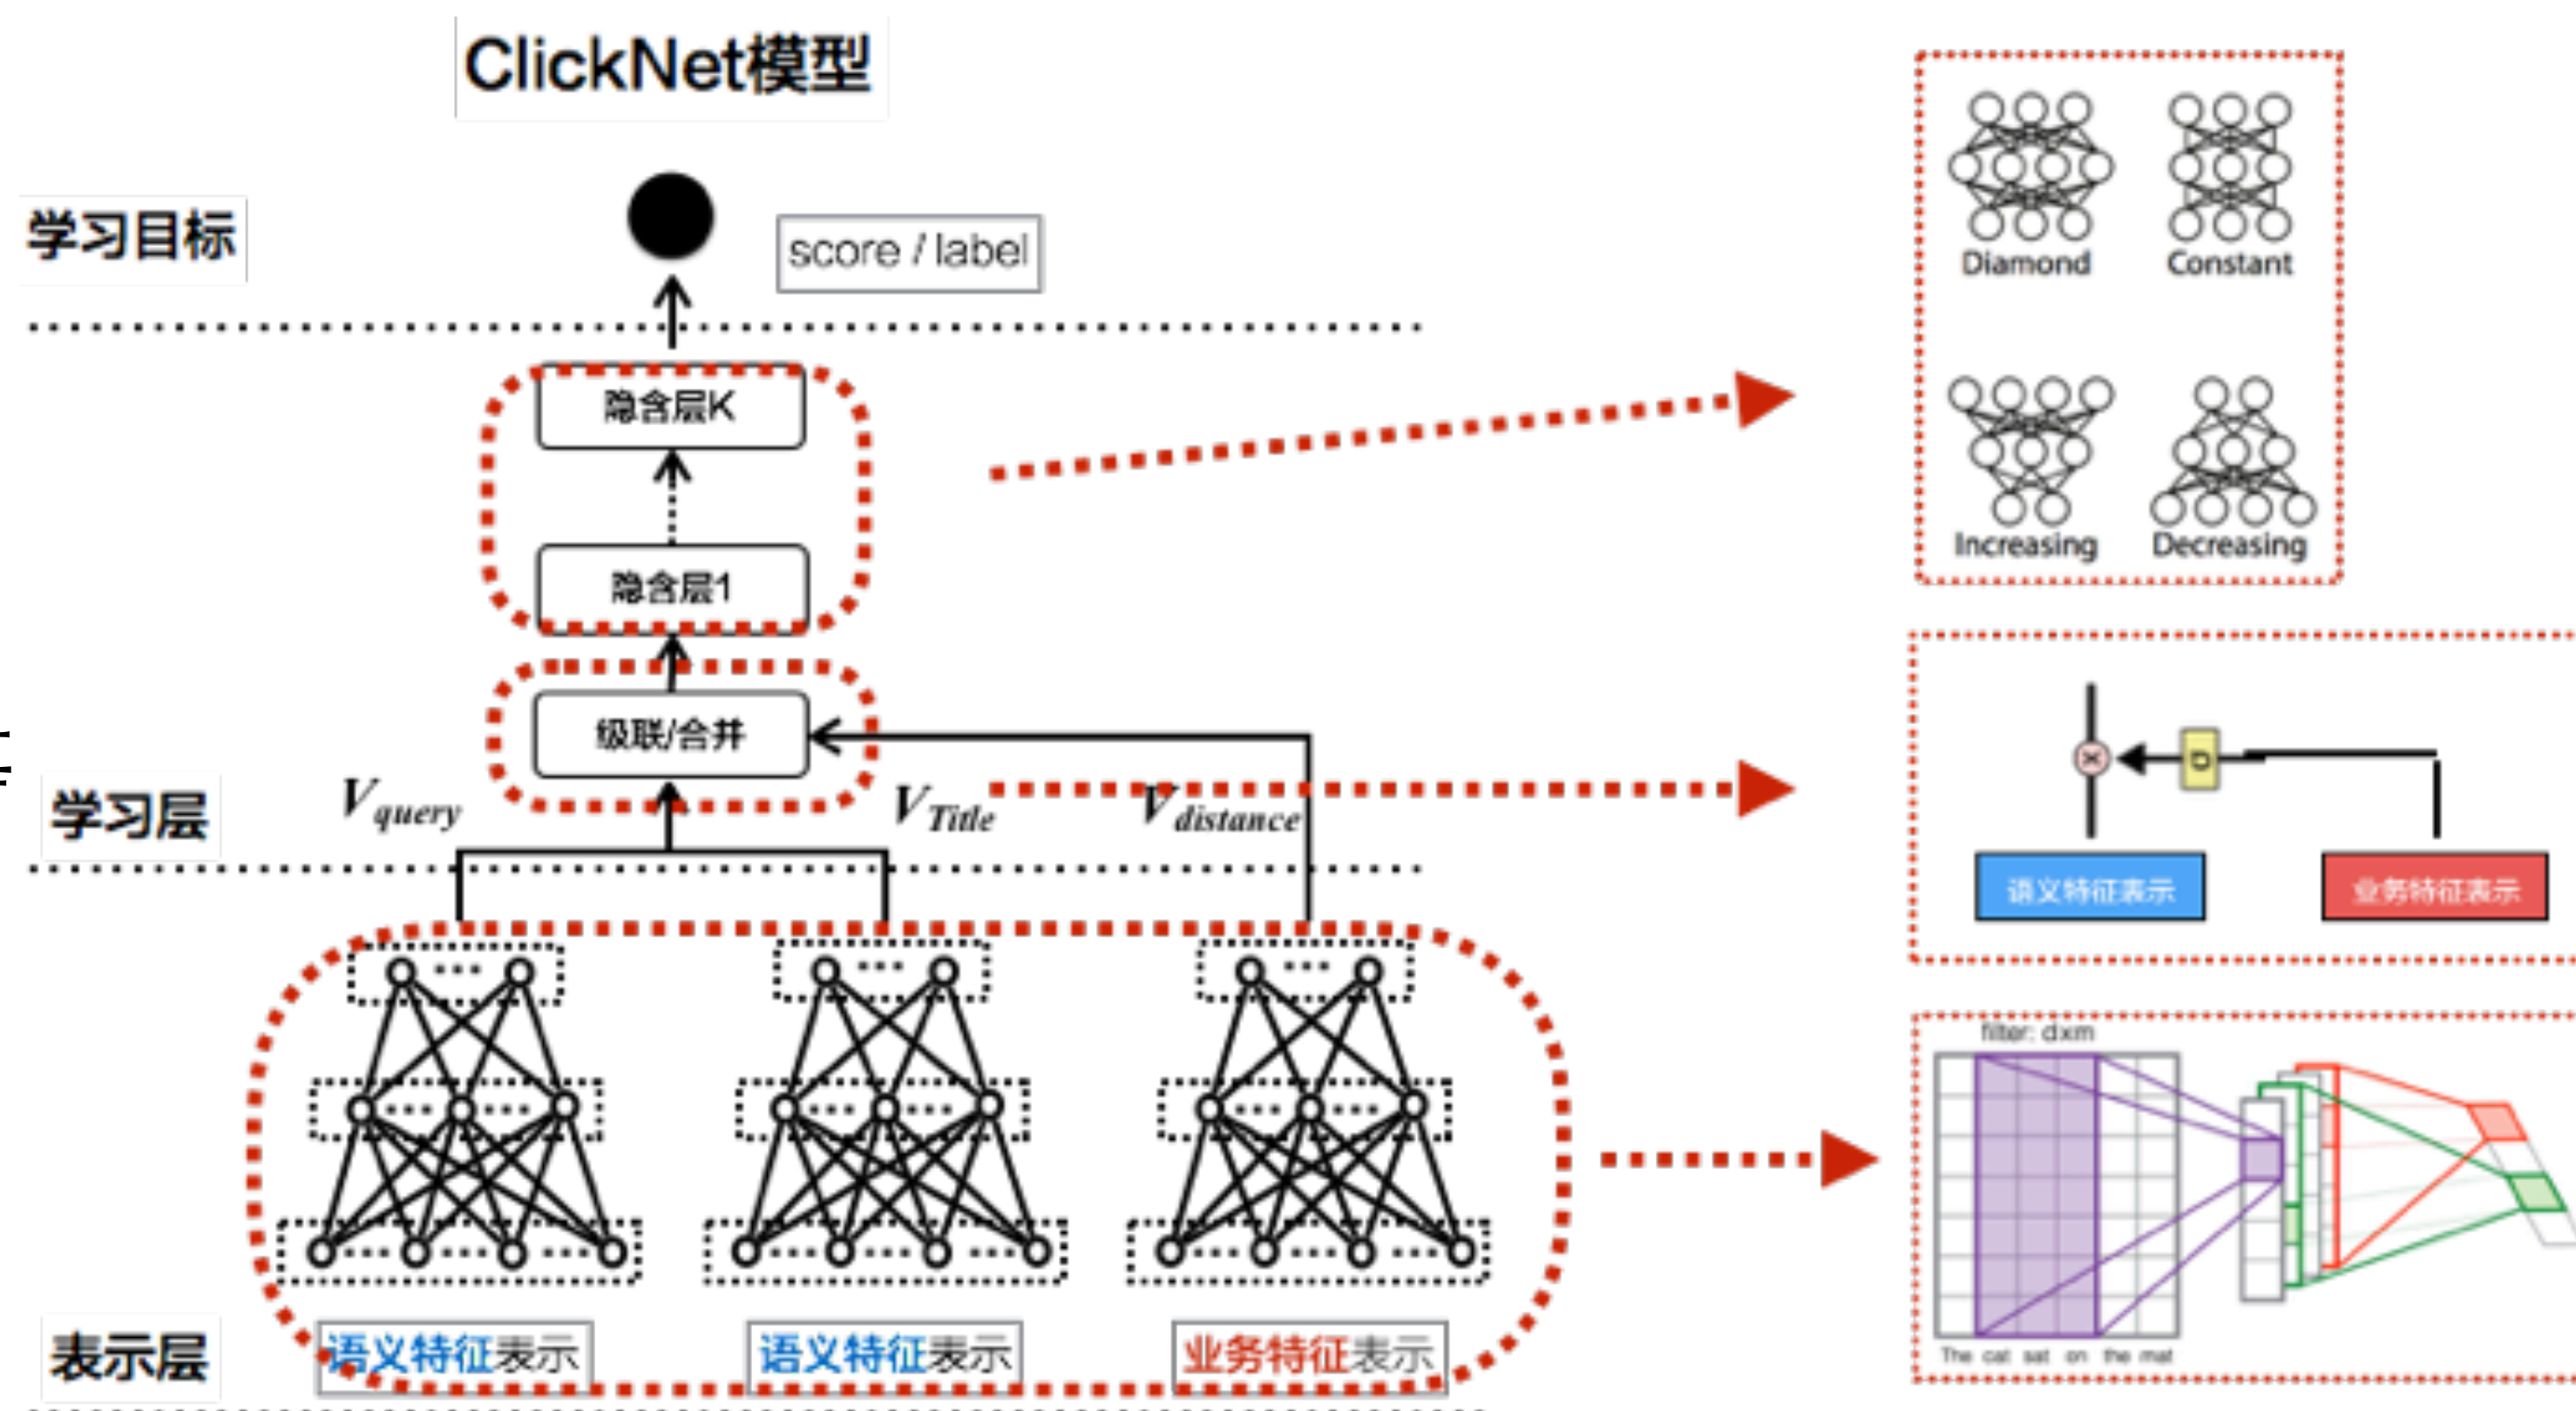 ClickNet模型
学习目标
score / label
隐含层K
隐含层1
级联/合并
学习层
Vquery
VTitle
Vdistance
表示层
语义特征表示
语义特征表示
业务特征表示
Diamond
Constant
Increasing
Decreasing
σ
语义特征表示
业务特征表示
filter: dxm
The cat sat on the mat